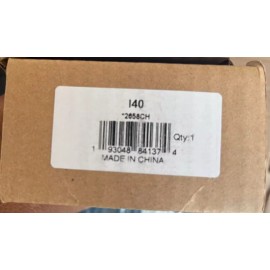 I40
*2658CH
Qty:1
1 93048 84137 4
MADE IN CHINA